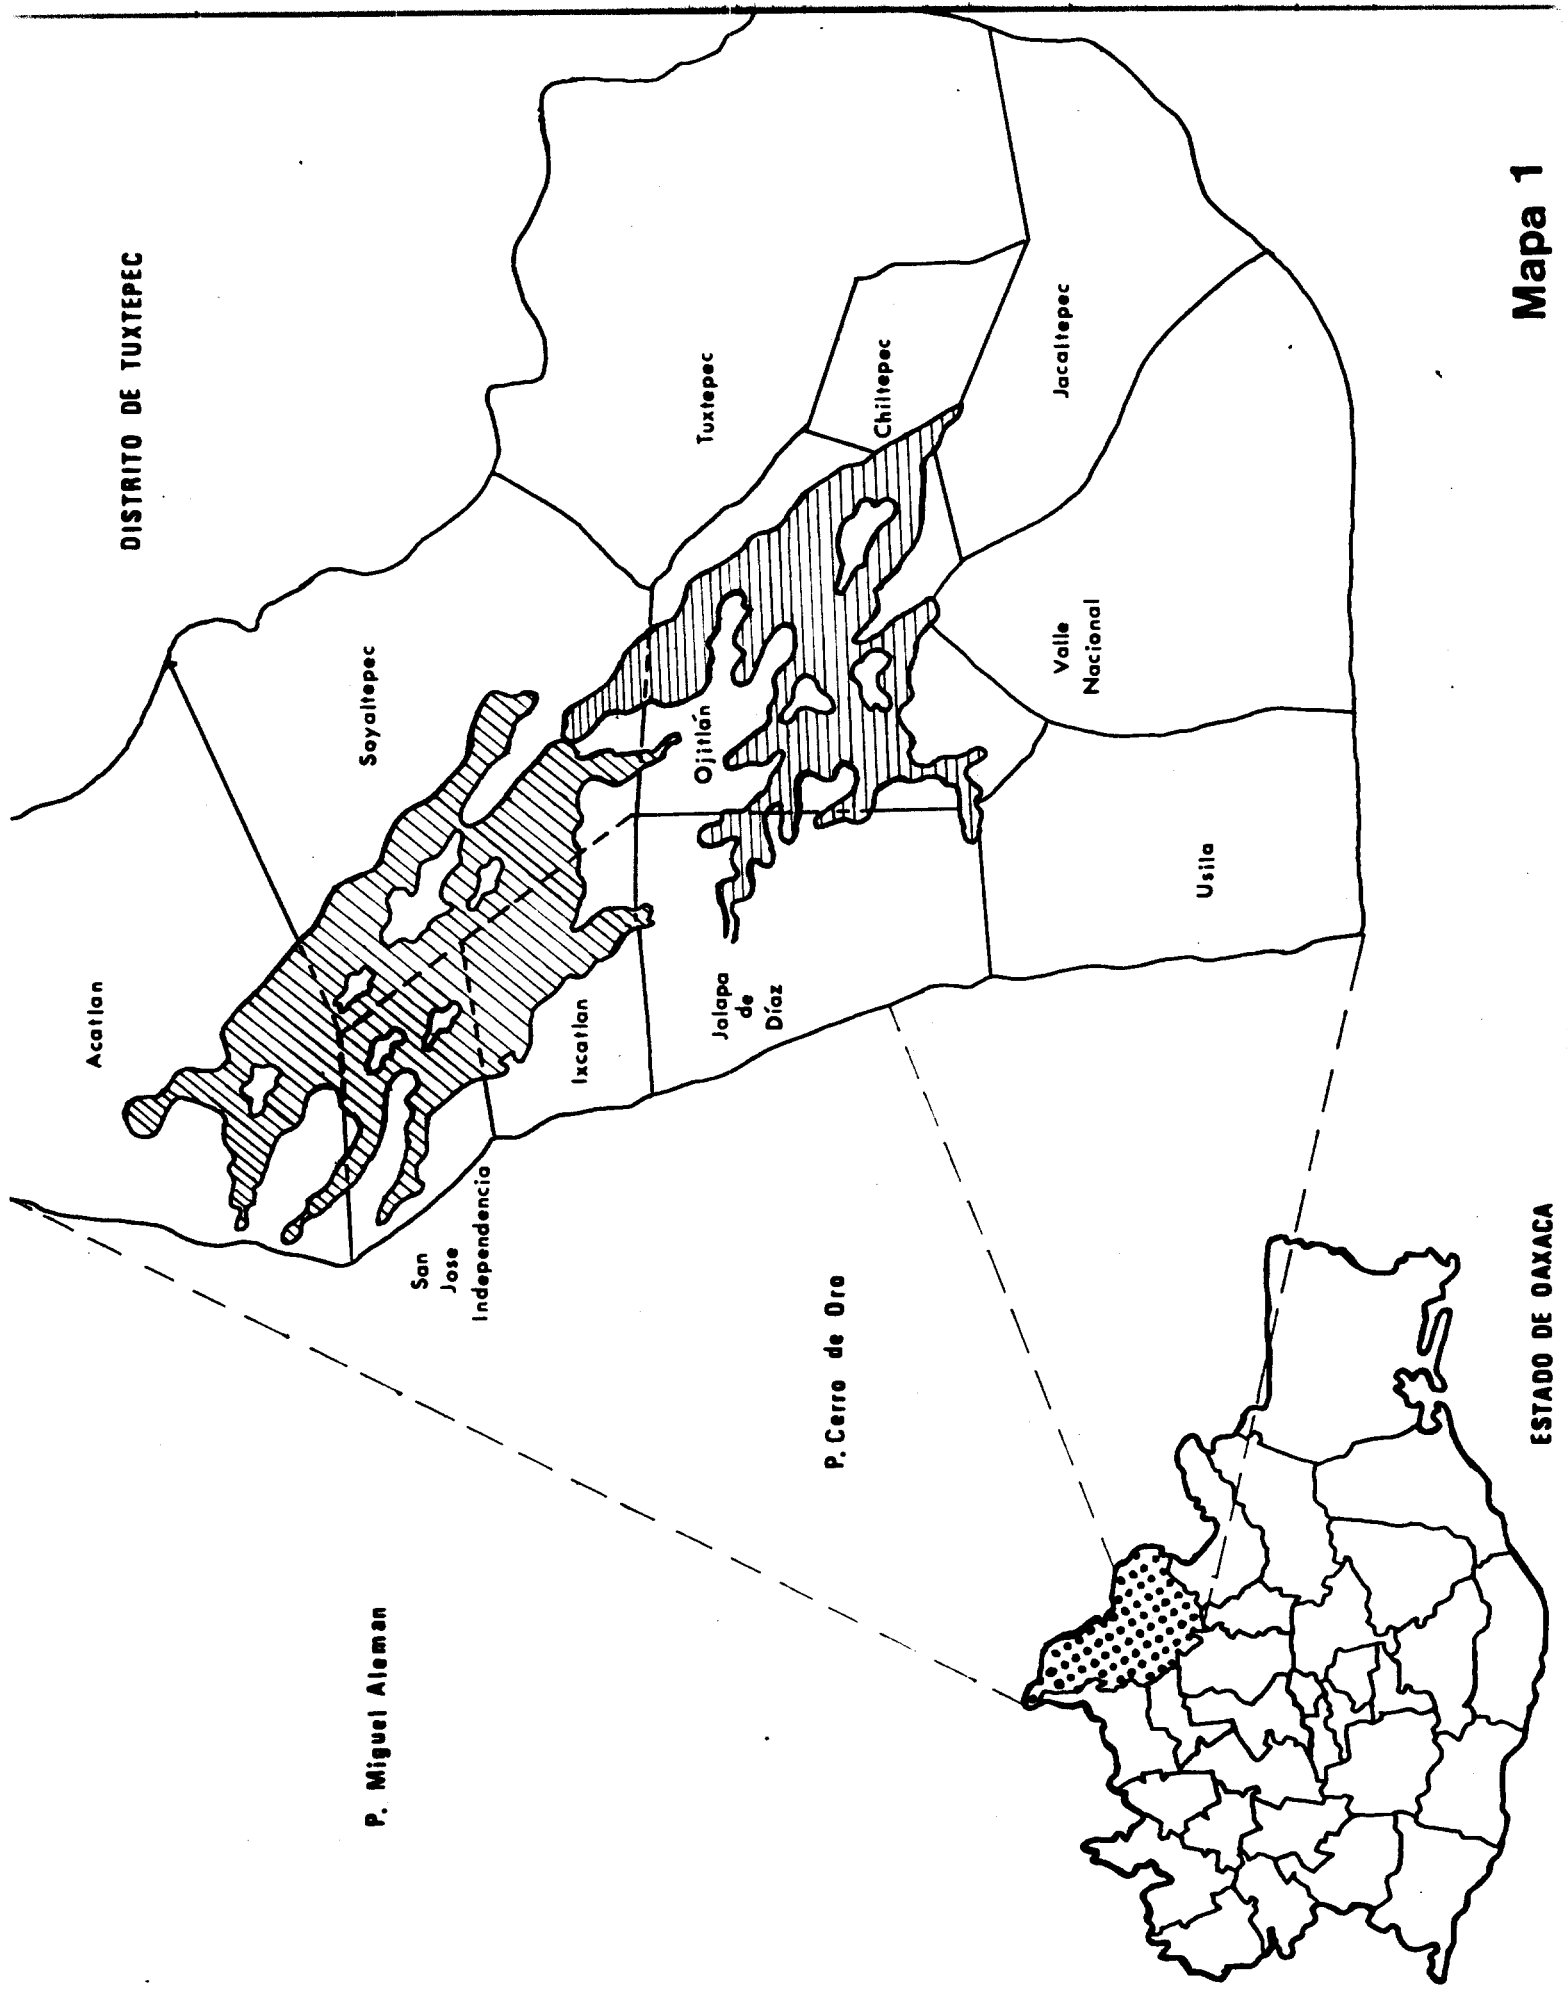 DISTRITO DE TUXTEPEC
Acatlan
Soyaltepec
San
Jose
Independencia
Ixcatlan
Tuxtepec
Ojitlán
Jalapa
de
Díaz
Chiltepec
Jacaltepec
Valle
Nacional
Usila
P. Miguel Aleman
P. Cerro de Oro
ESTADO DE OAXACA
Mapa 1